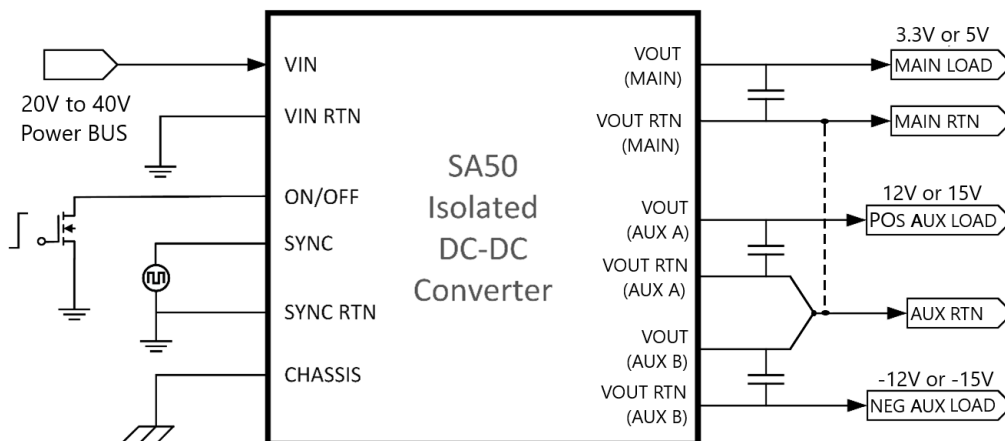 20V to 40V
Power BUS
VIN
VIN RTN
ON/OFF
SYNC
SYNC RTN
CHASSIS
SA50
Isolated
DC-DC
Converter
VOUT
(MAIN)
VOUT RTN
(MAIN)
VOUT
(AUX A)
VOUT RTN
(AUX A)
VOUT
(AUX B)
VOUT RTN
(AUX B)
3.3V or 5V
MAIN LOAD
MAIN RTN
12V or 15V
POS AUX LOAD
AUX RTN
-12V or -15V
NEG AUX LOAD